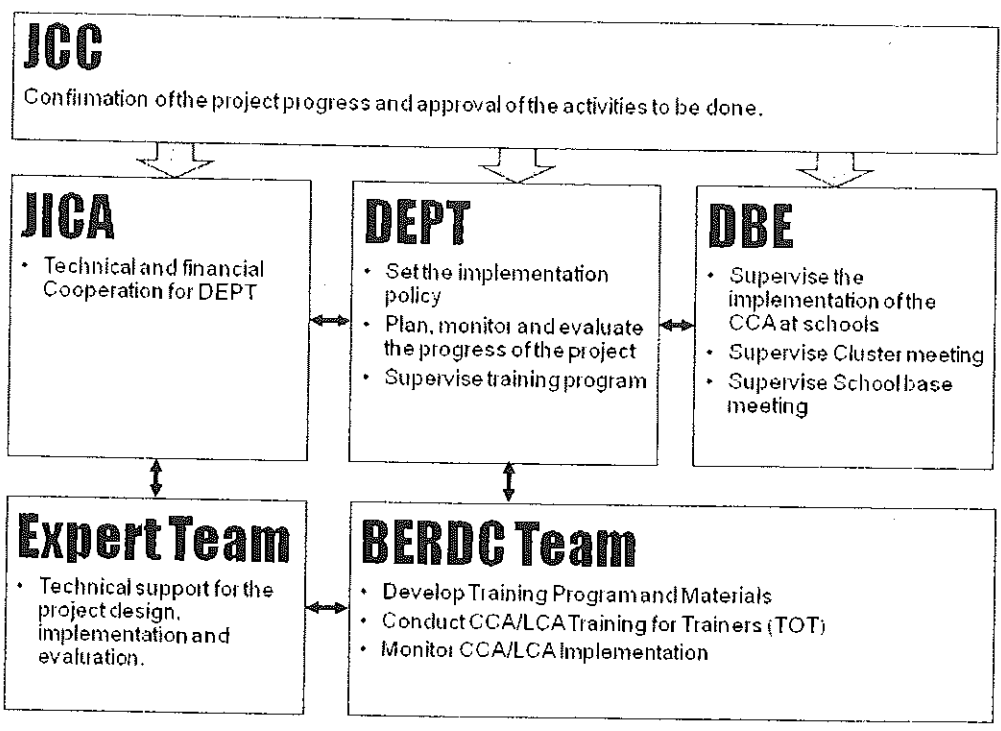 JCC
Confirmation of the project progress and approval of the activities to be done.
JICA
• Technical and financial
Cooperation for DEPT
DEPT
• Set the implementation
policy
• Plan, monitor and evaluate
the progress of the project
• Supervise training program
DBE
• Supervise the
implementation of the
CCA at schools
• Supervise Cluster meeting
• Supervise School base
meeting
Expert Team
• Technical support for the
project design,
implementation and
evaluation.
BERDC Team
• Develop Training Program and Materials
• Conduct CCA/LCA Training for Trainers (TOT)
• Monitor CCA/LCA Implementation